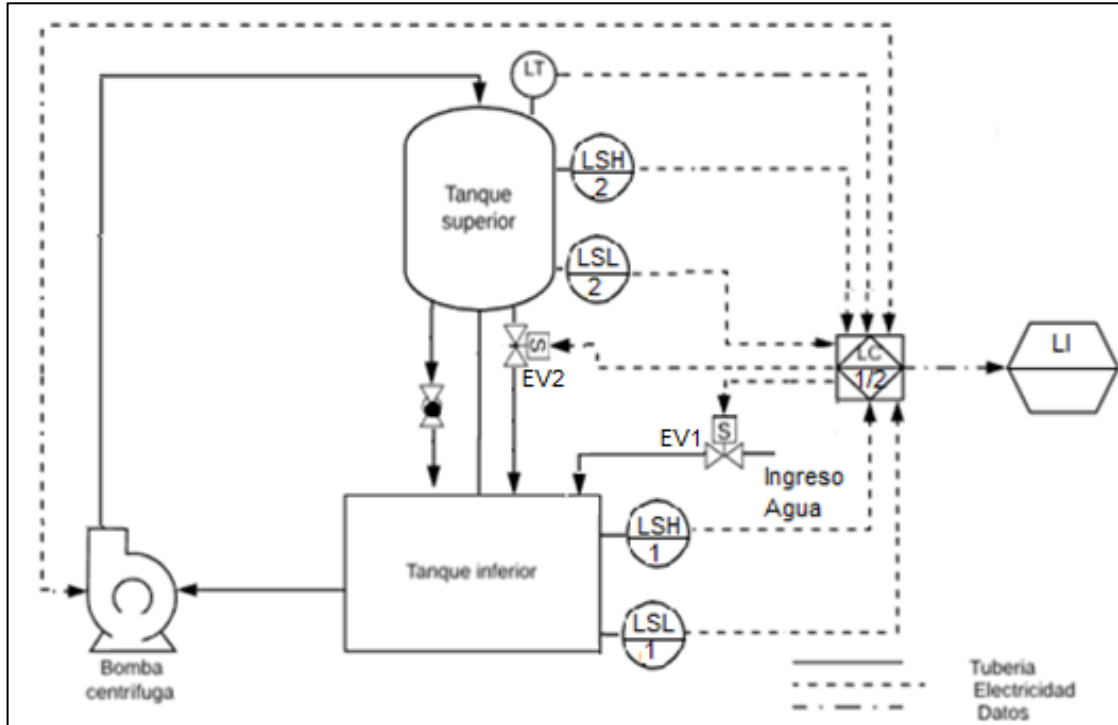 LT
LSH
2
Tanque
superior
LSL
2
S
EV2
LC
1/2
LI
EV1
S
Ingreso
Agua
LSH
1
Tanque inferior
LSL
1
Bomba
centrifuga
Tuberia
Electricidad
Datos